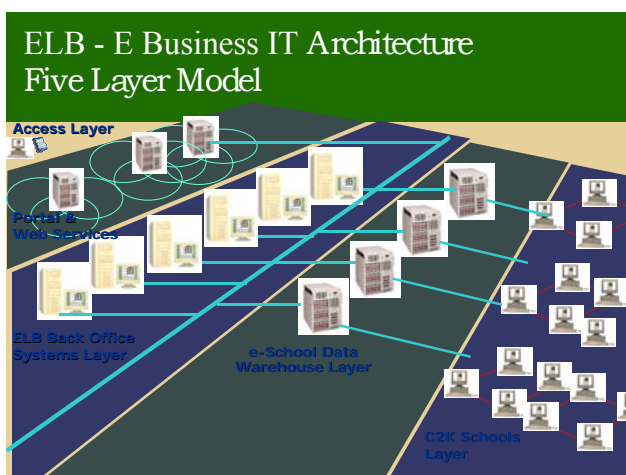 ELB - E Business IT Architecture
Five Layer Model
Access Layer
Portal &
Web Services
ELB Back Office
Systems Layer
e-School Data
Warehouse Layer
C2K Schools
Layer